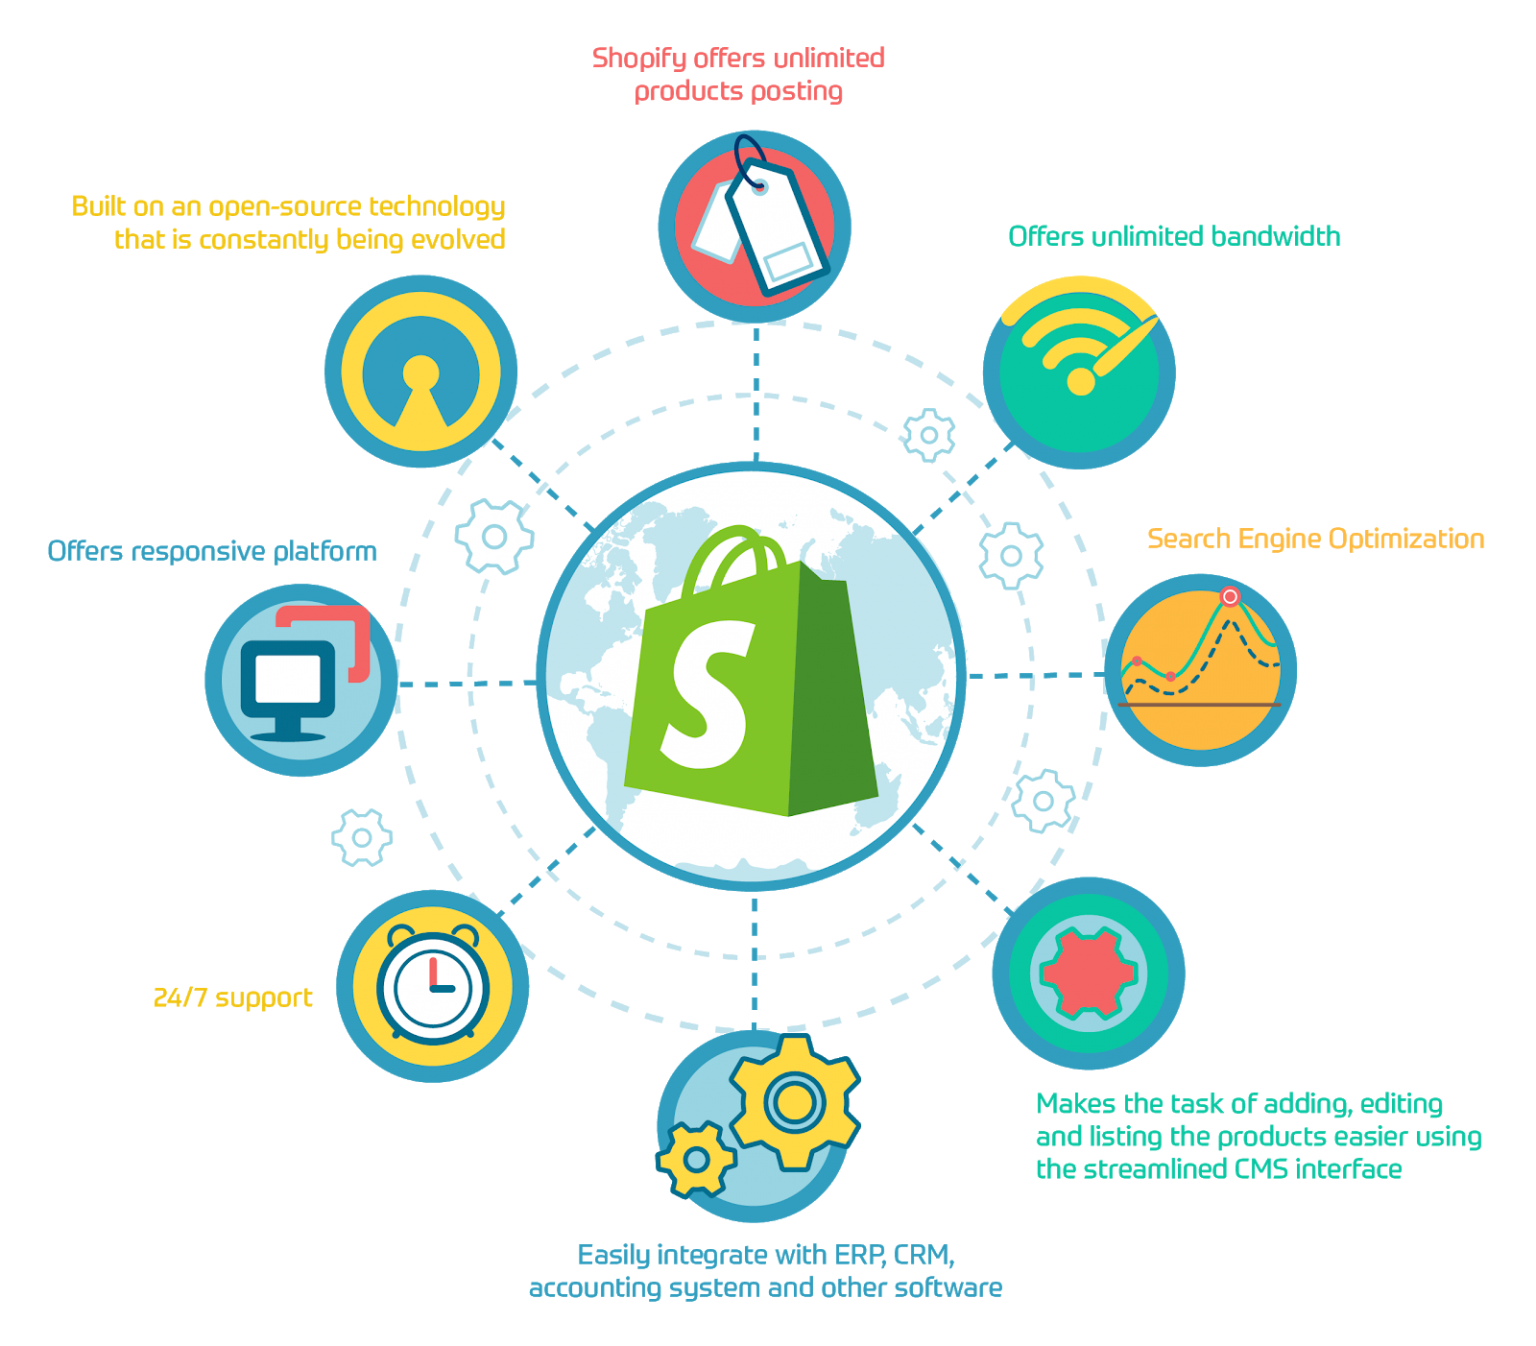 Shopify offers unlimited
products posting
Built on an open-source technology
that is constantly being evolved
Offers unlimited bandwidth
Offers responsive platform
Search Engine Optimization
S
24/7 support
Makes the task of adding, editing
and listing the products easier using
the streamlined CMS interface
Easily integrate with ERP, CRM,
accounting system and other software